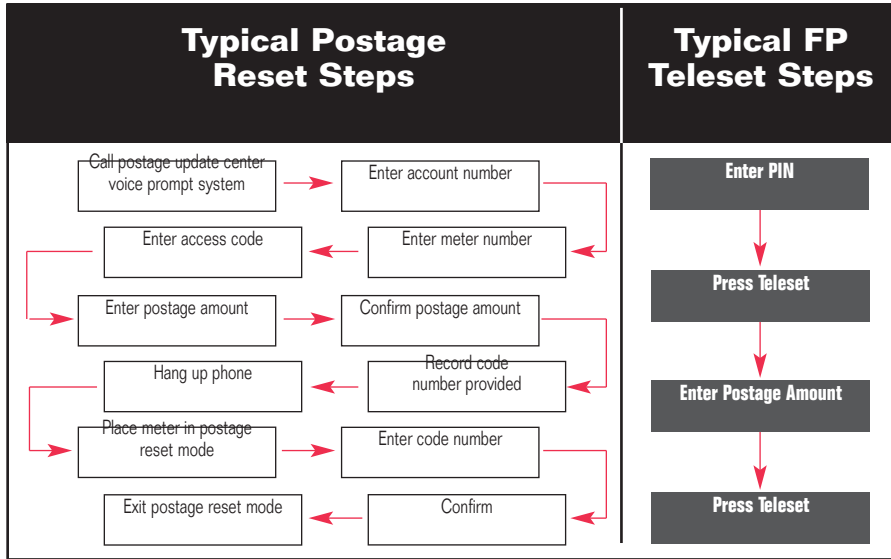 Typical Postage
Reset Steps
Typical FP
Teleset Steps
Call postage update center
voice prompt system
Enter account number
Enter meter number
Enter access code
Enter postage amount
Confirm postage amount
Record code
number provided
Hang up phone
Place meter in postage
reset mode
Enter code number
Confirm
Exit postage reset mode
Enter PIN
Press Teleset
Enter Postage Amount
Press Teleset